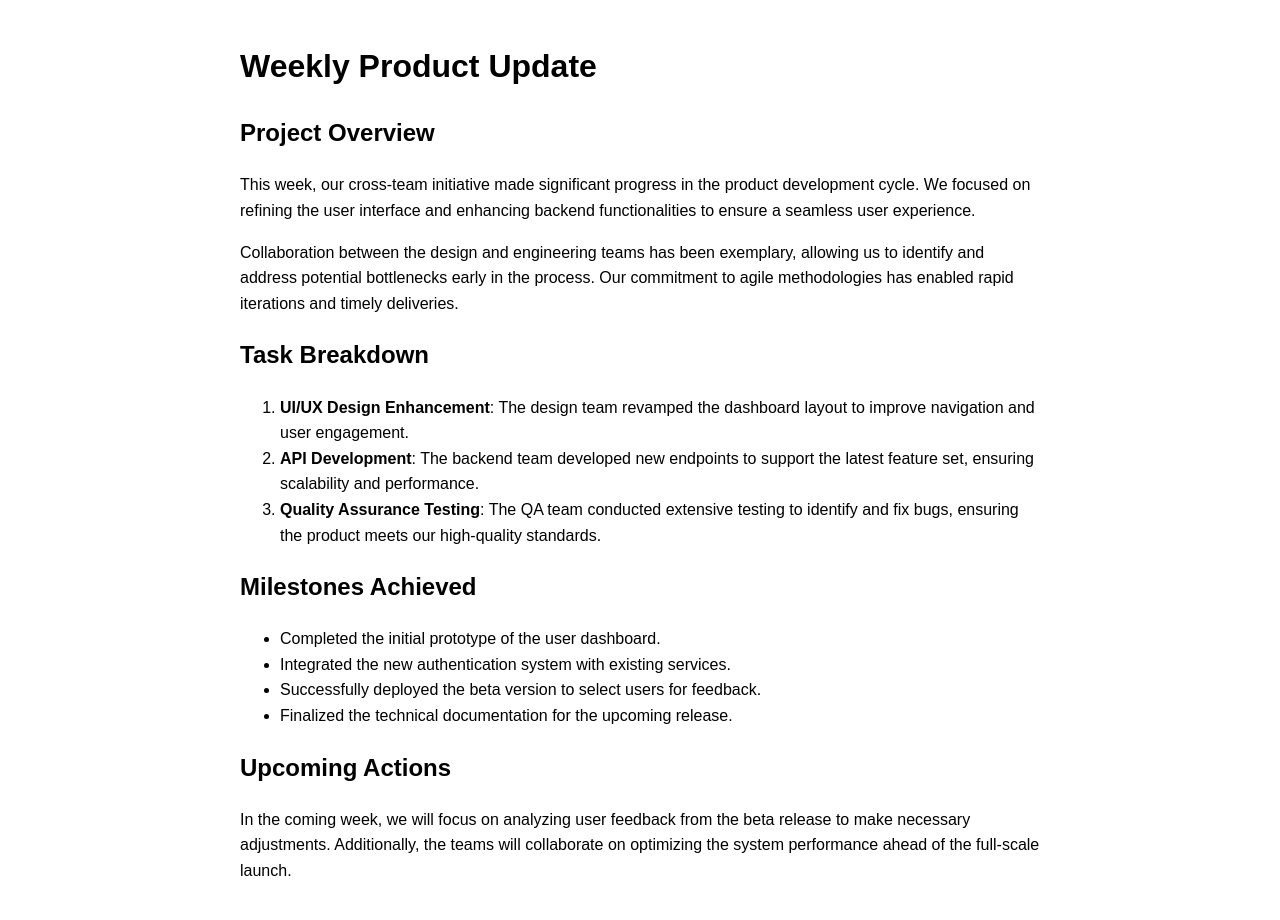 Weekly Product Update
Project Overview
This week, our cross-team initiative made significant progress in the product development cycle. We focused on
refining the user interface and enhancing backend functionalities to ensure a seamless user experience.
Collaboration between the design and engineering teams has been exemplary, allowing us to identify and
address potential bottlenecks early in the process. Our commitment to agile methodologies has enabled rapid
iterations and timely deliveries.
Task Breakdown
1. UI/UX Design Enhancement: The design team revamped the dashboard layout to improve navigation and
user engagement.
2. API Development: The backend team developed new endpoints to support the latest feature set, ensuring
scalability and performance.
3. Quality Assurance Testing: The QA team conducted extensive testing to identify and fix bugs, ensuring
the product meets our high-quality standards.
Milestones Achieved
• Completed the initial prototype of the user dashboard.
• Integrated the new authentication system with existing services.
• Successfully deployed the beta version to select users for feedback.
• Finalized the technical documentation for the upcoming release.
Upcoming Actions
In the coming week, we will focus on analyzing user feedback from the beta release to make necessary
adjustments. Additionally, the teams will collaborate on optimizing the system performance ahead of the full-scale
launch.